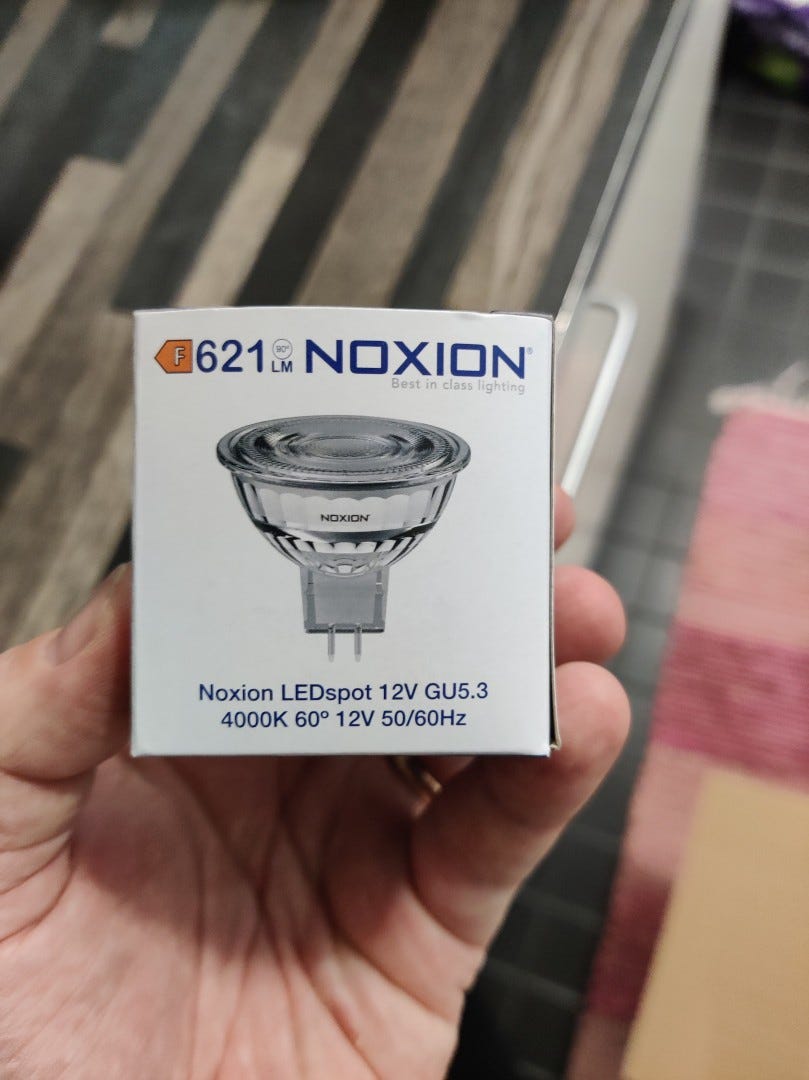 F 621 90° LM NOXION®
Best in class lighting
NOXION
Noxion LEDspot 12V GU5.3
4000K 60º 12V 50/60Hz